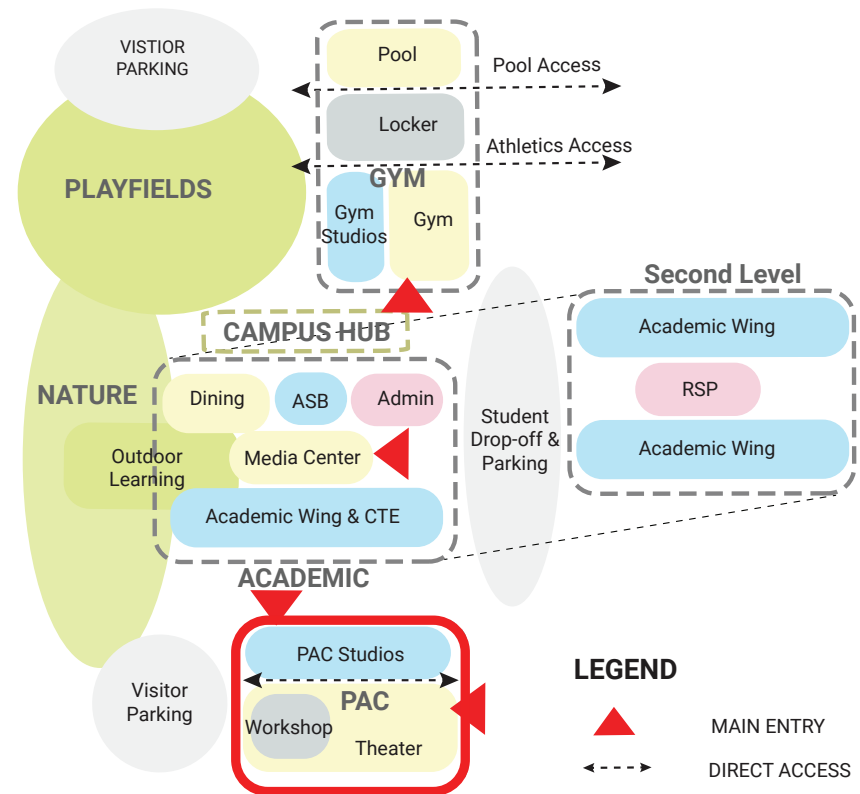 VISTIOR
PARKING
Pool
Pool Access
Locker
Athletics Access
GYM
PLAYFIELDS
Gym
Studios
Gym
Second Level
CAMPUS HUB
Academic Wing
NATURE
Dining
ASB
Admin
RSP
Student
Drop-off &
Parking
Outdoor
Learning
Media Center
Academic Wing
Academic Wing & CTE
ACADEMIC
PAC Studios
LEGEND
Visitor
Parking
PAC
Workshop
Theater
MAIN ENTRY
DIRECT ACCESS